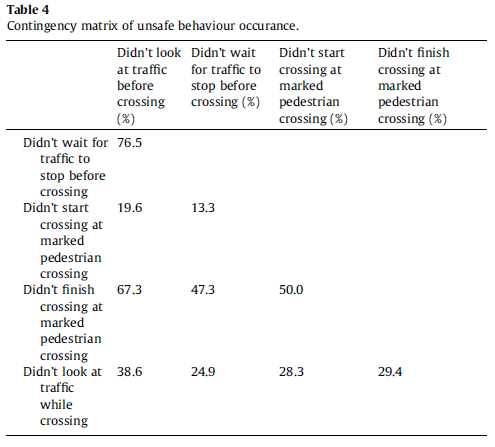 Table 4
Contingency matrix of unsafe behaviour occurance.
Didn't look at traffic before crossing (%)
Didn't wait for traffic to stop before crossing (%)
Didn't start crossing at marked pedestrian crossing (%)
Didn't finish crossing at marked pedestrian crossing (%)
Didn't wait for traffic to stop before crossing 76.5
Didn't start crossing at marked pedestrian crossing 19.6 13.3
Didn't finish crossing at marked pedestrian crossing 67.3 47.3 50.0
Didn't look at traffic while crossing 38.6 24.9 28.3 29.4